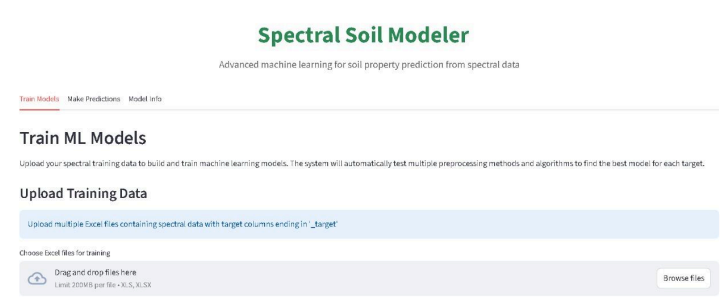 Spectral Soil Modeler
Advanced machine learning for soil property prediction from spectral data
Train Models Make Predictions Model Info
Train ML Models
Upload your spectral training data to build and train machine learning models. The system will automatically test multiple preprocessing methods and algorithms to find the best model for each target.
Upload Training Data
Upload multiple Excel files containing spectral data with target columns ending in '_target'
Choose Excel files for training
Drag and drop files here
Limit 200MB per file • XLS, XLSX
Browse files